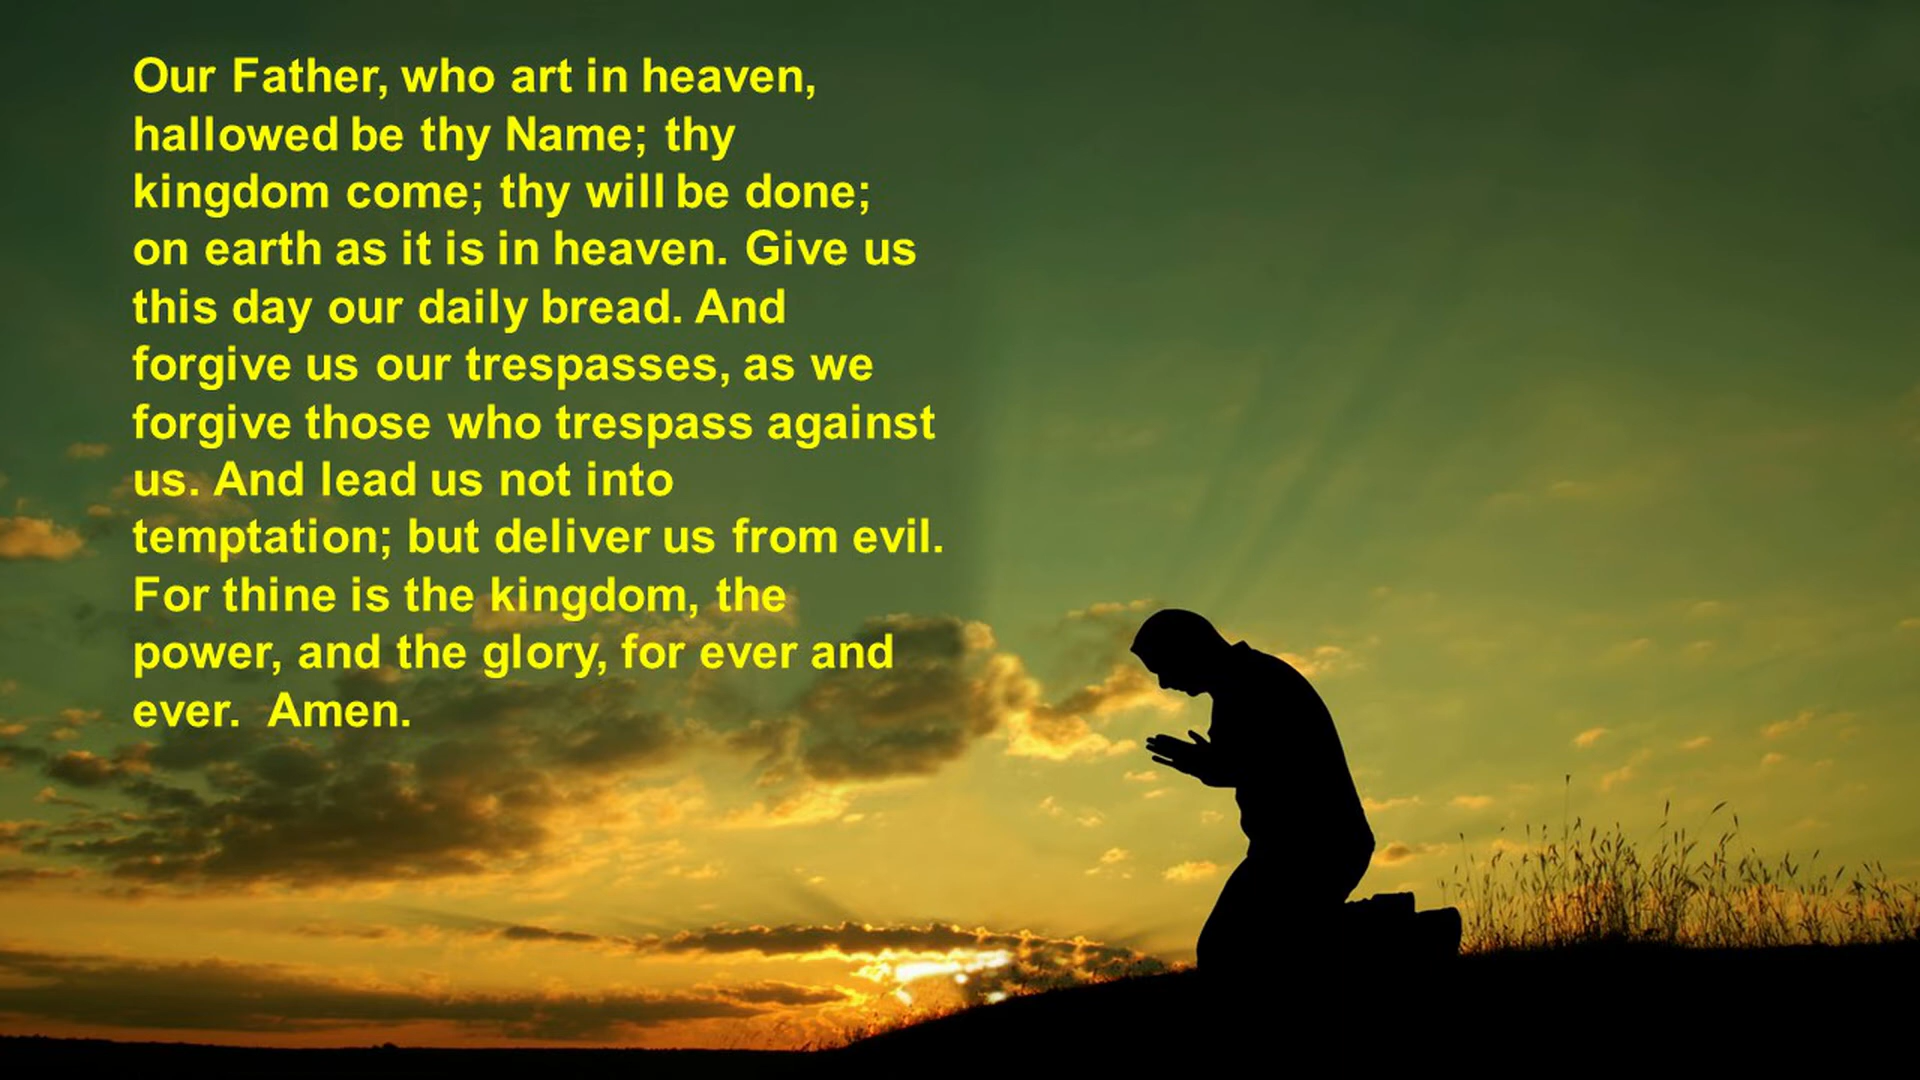 Our Father, who art in heaven,
hallowed be thy Name; thy
kingdom come; thy will be done;
on earth as it is in heaven. Give us
this day our daily bread. And
forgive us our trespasses, as we
forgive those who trespass against
us. And lead us not into
temptation; but deliver us from evil.
For thine is the kingdom, the
power, and the glory, for ever and
ever.  Amen.